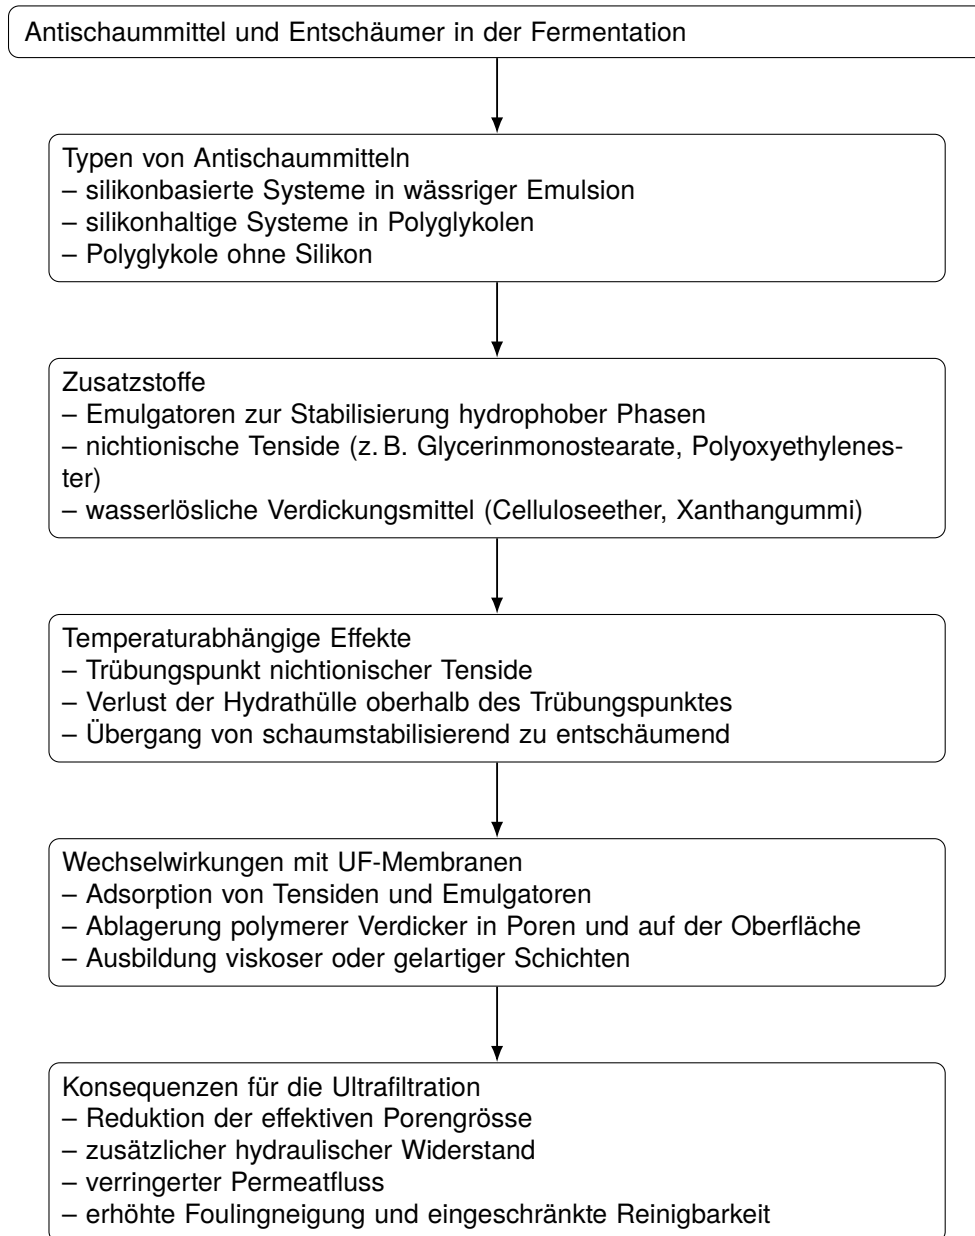 Antischaummittel und Entschäumer in der Fermentation
Typen von Antischaummitteln
– silikonbasierte Systeme in wässriger Emulsion
– silikonhaltige Systeme in Polyglykolen
– Polyglykole ohne Silikon
Zusatzstoffe
– Emulgatoren zur Stabilisierung hydrophober Phasen
– nichtionische Tenside (z. B. Glycerinmonostearate, Polyoxyethylenes-
ter)
– wasserlösliche Verdickungsmittel (Celluloseether, Xanthangummi)
Temperaturabhängige Effekte
– Trübungspunkt nichtionischer Tenside
– Verlust der Hydrathülle oberhalb des Trübungspunktes
– Übergang von schaumstabilisierend zu entschäumend
Wechselwirkungen mit UF-Membranen
– Adsorption von Tensiden und Emulgatoren
– Ablagerung polymerer Verdicker in Poren und auf der Oberfläche
– Ausbildung viskoser oder gelartiger Schichten
Konsequenzen für die Ultrafiltration
– Reduktion der effektiven Porengrösse
– zusätzlicher hydraulischer Widerstand
– verringerter Permeatfluss
– erhöhte Foulingneigung und eingeschränkte Reinigbarkeit